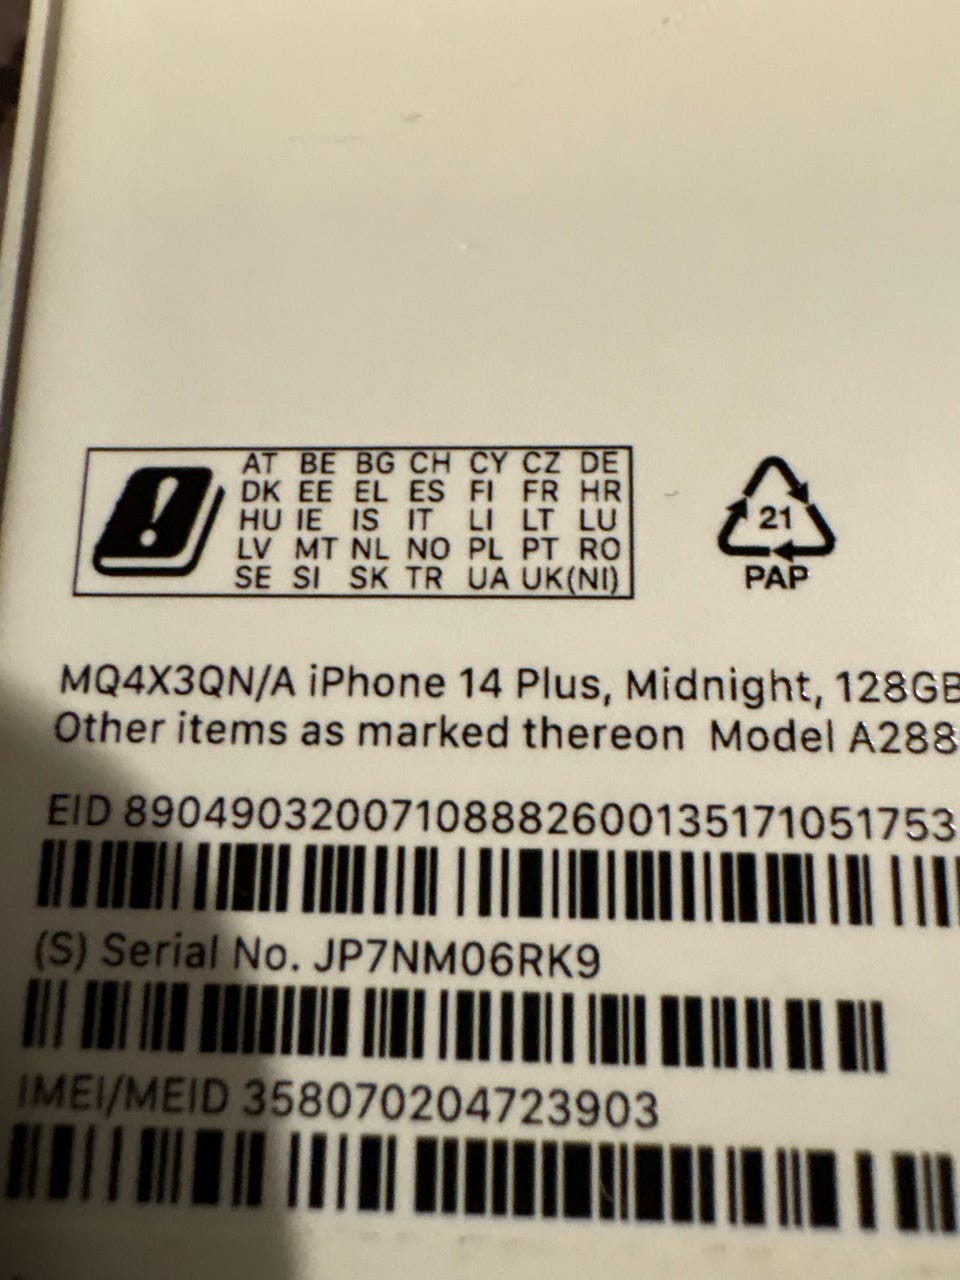 AT BE BG CH CY CZ DE
DK EE EL ES FI FR HR
HU IE IS IT LI LT LU
LV MT NL NO PL PT RO
SE SI SK TR UA UK(NI)
21
PAP
MQ4X3QN/A iPhone 14 Plus, Midnight, 128GB
Other items as marked thereon Model A288
EID 89049032007108882600135171051753
(S) Serial No. JP7NM06RK9
IMEI/MEID 358070204723903